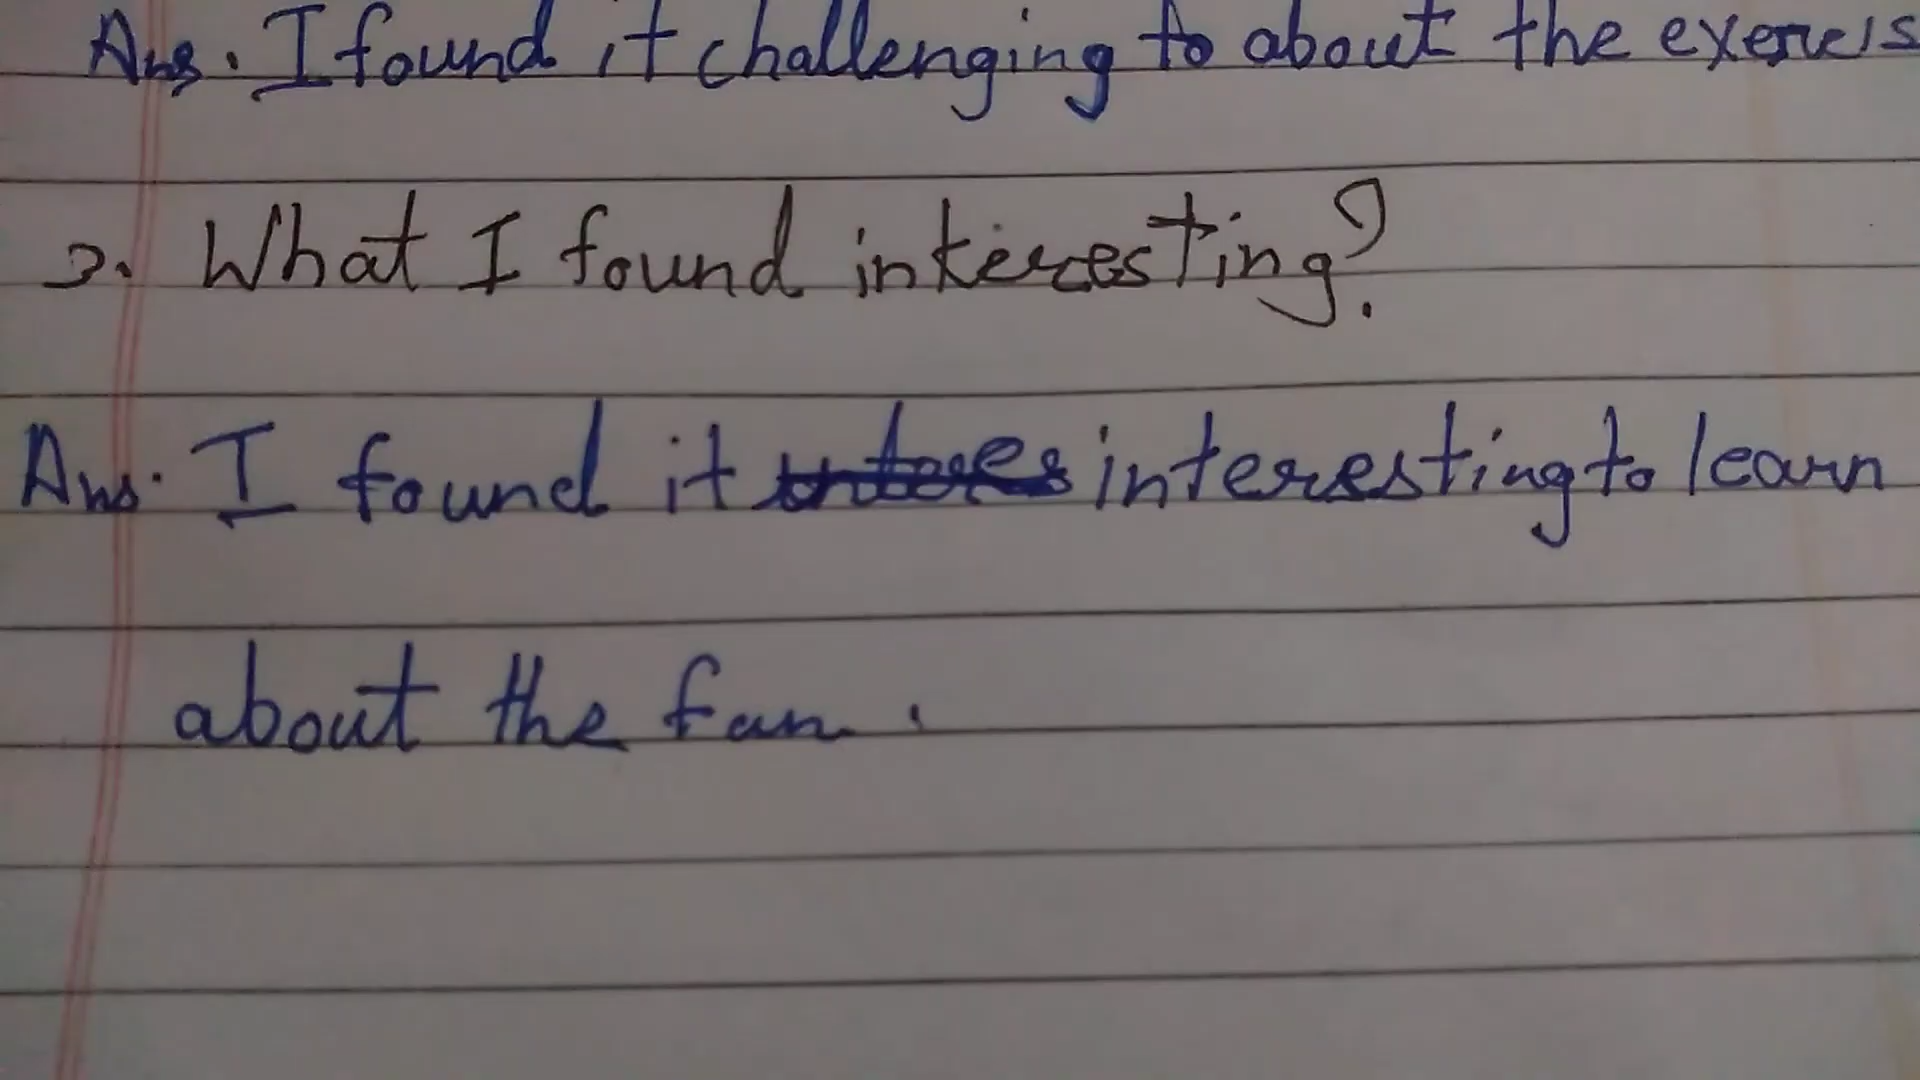 Ans. I found it challenging to about the exercis
3. What I found interesting?
Ans. I found it interesting to learn
about the fan.